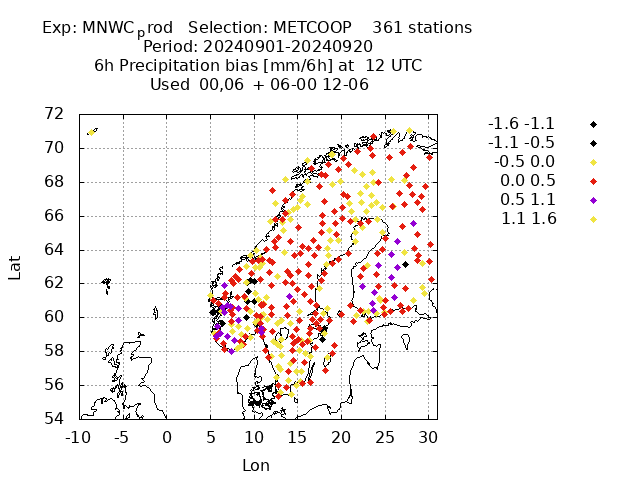 Exp: MNWCprod Selection: METCOOP 361 stations
Period: 20240901-20240920
6h Precipitation bias [mm/6h] at 12 UTC
Used 00,06 + 06-00 12-06
72
70
68
66
64
62
60
58
56
54
-10 -5 0 5 10 15 20 25 30
Lat
Lon
-1.6 -1.1
-1.1 -0.5
-0.5 0.0
0.0 0.5
0.5 1.1
1.1 1.6